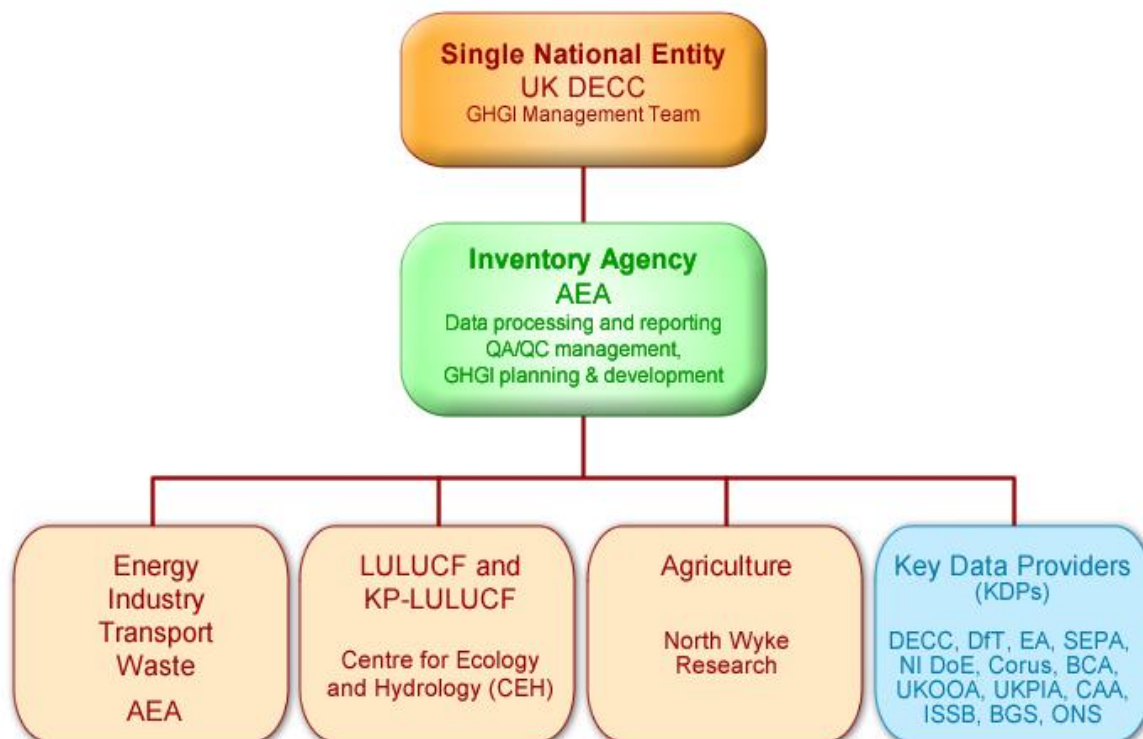 Single National Entity
UK DECC
GHGI Management Team
Inventory Agency
AEA
Data processing and reporting
QA/QC management,
GHGI planning & development
Energy
Industry
Transport
Waste
AEA
LULUCF and
KP-LULUCF
Centre for Ecology
and Hydrology (CEH)
Agriculture
North Wyke
Research
Key Data Providers
(KDPs)
DECC, DfT, EA, SEPA,
NI DoE, Corus, BCA,
UKOOA, UKPIA, CAA,
ISSB, BGS, ONS